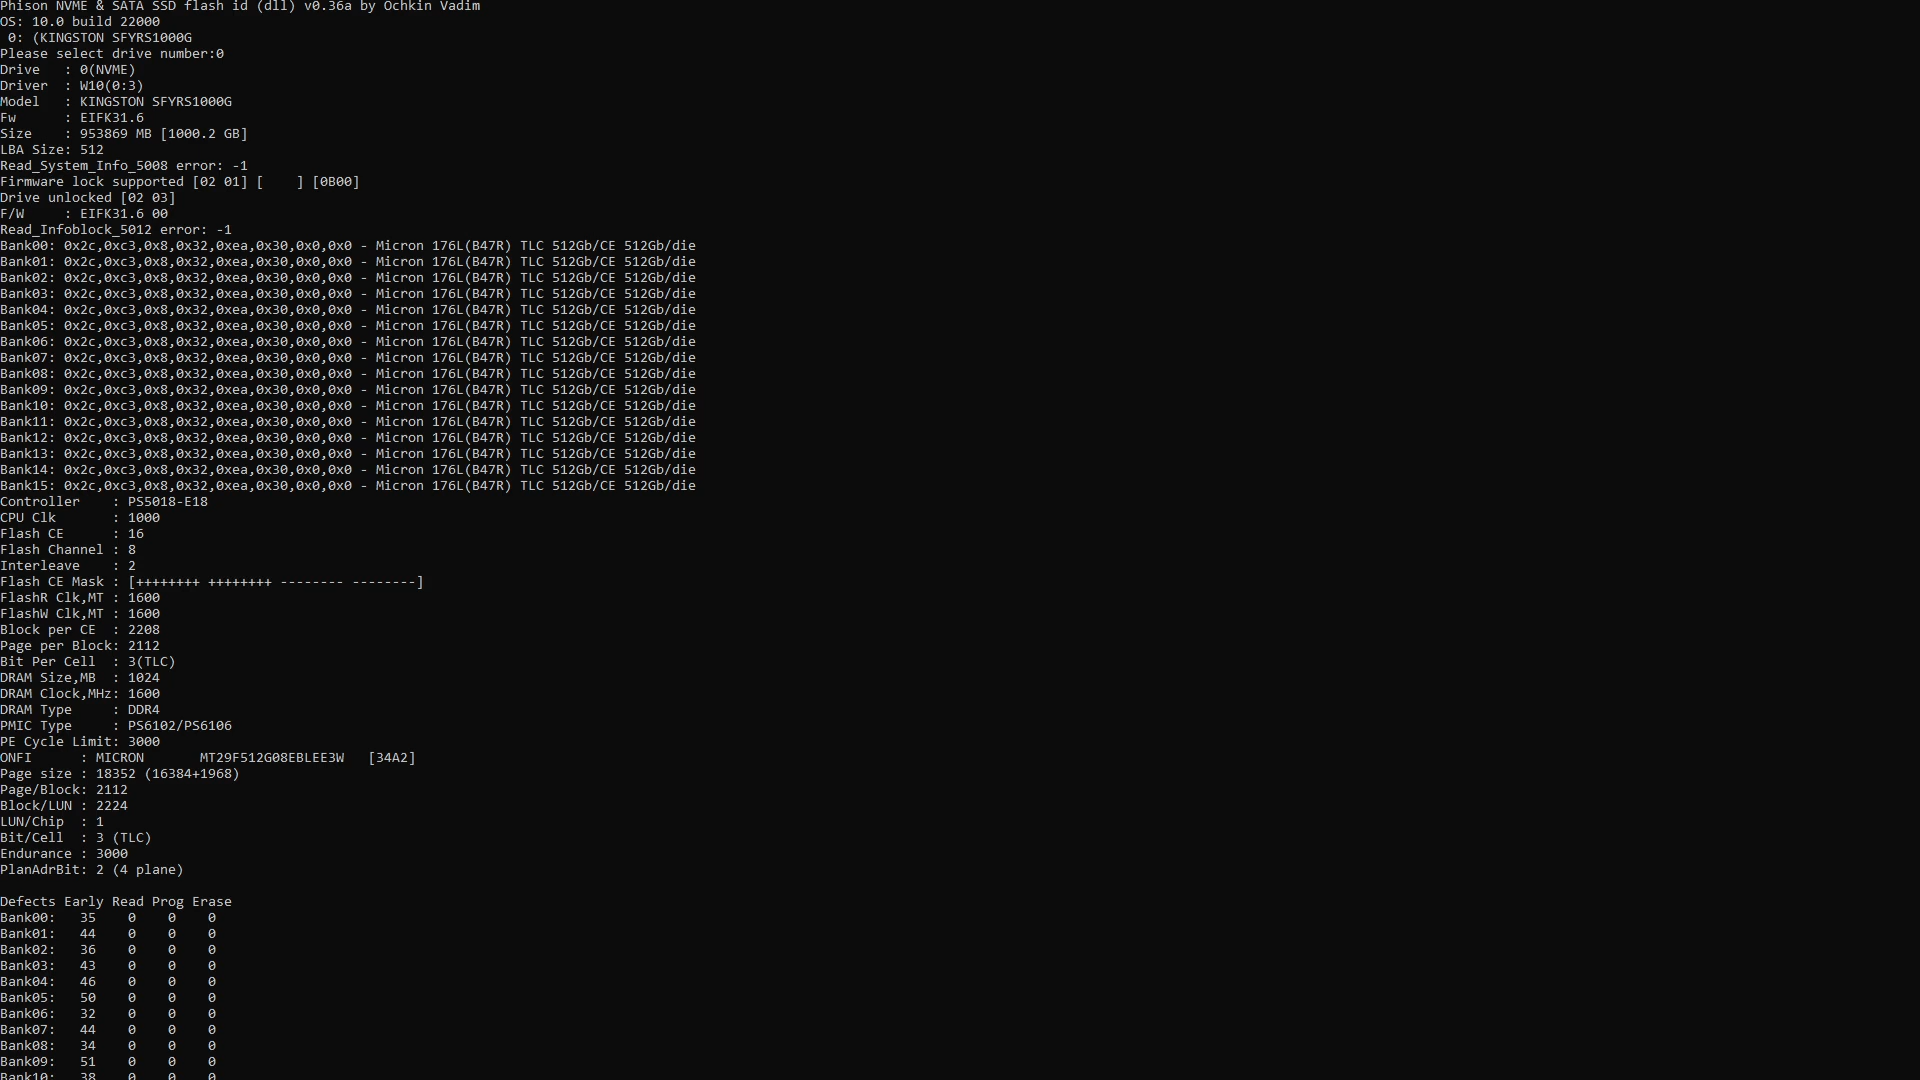 Phison NVME & SATA SSD flash id (dll) v0.36a by Ochkin Vadim
OS: 10.0 build 22000
 0: (KINGSTON SFYRS1000G
Please select drive number:0
Drive   : 0(NVME)
Driver  : W10(0:3)
Model   : KINGSTON SFYRS1000G
Fw      : EIFK31.6
Size    : 953869 MB [1000.2 GB]
LBA Size: 512
Read_System_Info_5008 error: -1
Firmware lock supported [02 01] [    ] [0B00]
Drive unlocked [02 03]
F/W     : EIFK31.6 00
Read_Infoblock_5012 error: -1
Bank00: 0x2c,0xc3,0x8,0x32,0xea,0x30,0x0,0x0 - Micron 176L(B47R) TLC 512Gb/CE 512Gb/die
Bank01: 0x2c,0xc3,0x8,0x32,0xea,0x30,0x0,0x0 - Micron 176L(B47R) TLC 512Gb/CE 512Gb/die
Bank02: 0x2c,0xc3,0x8,0x32,0xea,0x30,0x0,0x0 - Micron 176L(B47R) TLC 512Gb/CE 512Gb/die
Bank03: 0x2c,0xc3,0x8,0x32,0xea,0x30,0x0,0x0 - Micron 176L(B47R) TLC 512Gb/CE 512Gb/die
Bank04: 0x2c,0xc3,0x8,0x32,0xea,0x30,0x0,0x0 - Micron 176L(B47R) TLC 512Gb/CE 512Gb/die
Bank05: 0x2c,0xc3,0x8,0x32,0xea,0x30,0x0,0x0 - Micron 176L(B47R) TLC 512Gb/CE 512Gb/die
Bank06: 0x2c,0xc3,0x8,0x32,0xea,0x30,0x0,0x0 - Micron 176L(B47R) TLC 512Gb/CE 512Gb/die
Bank07: 0x2c,0xc3,0x8,0x32,0xea,0x30,0x0,0x0 - Micron 176L(B47R) TLC 512Gb/CE 512Gb/die
Bank08: 0x2c,0xc3,0x8,0x32,0xea,0x30,0x0,0x0 - Micron 176L(B47R) TLC 512Gb/CE 512Gb/die
Bank09: 0x2c,0xc3,0x8,0x32,0xea,0x30,0x0,0x0 - Micron 176L(B47R) TLC 512Gb/CE 512Gb/die
Bank10: 0x2c,0xc3,0x8,0x32,0xea,0x30,0x0,0x0 - Micron 176L(B47R) TLC 512Gb/CE 512Gb/die
Bank11: 0x2c,0xc3,0x8,0x32,0xea,0x30,0x0,0x0 - Micron 176L(B47R) TLC 512Gb/CE 512Gb/die
Bank12: 0x2c,0xc3,0x8,0x32,0xea,0x30,0x0,0x0 - Micron 176L(B47R) TLC 512Gb/CE 512Gb/die
Bank13: 0x2c,0xc3,0x8,0x32,0xea,0x30,0x0,0x0 - Micron 176L(B47R) TLC 512Gb/CE 512Gb/die
Bank14: 0x2c,0xc3,0x8,0x32,0xea,0x30,0x0,0x0 - Micron 176L(B47R) TLC 512Gb/CE 512Gb/die
Bank15: 0x2c,0xc3,0x8,0x32,0xea,0x30,0x0,0x0 - Micron 176L(B47R) TLC 512Gb/CE 512Gb/die
Controller    : PS5018-E18
CPU Clk       : 1000
Flash CE      : 16
Flash Channel : 8
Interleave    : 2
Flash CE Mask : [++++++++ ++++++++ -------- --------]
FlashR Clk,MT : 1600
FlashW Clk,MT : 1600
Block per CE  : 2208
Page per Block: 2112
Bit Per Cell  : 3(TLC)
DRAM Size,MB  : 1024
DRAM Clock,MHz: 1600
DRAM Type     : DDR4
PMIC Type     : PS6102/PS6106
PE Cycle Limit: 3000
ONFI      : MICRON       MT29F512G08EBLEE3W   [34A2]
Page size : 18352 (16384+1968)
Page/Block: 2112
Block/LUN : 2224
LUN/Chip  : 1
Bit/Cell  : 3 (TLC)
Endurance : 3000
PlanAdrBit: 2 (4 plane)
Defects Early Read Prog Erase
Bank00:   35    0    0    0
Bank01:   44    0    0    0
Bank02:   36    0    0    0
Bank03:   43    0    0    0
Bank04:   46    0    0    0
Bank05:   50    0    0    0
Bank06:   32    0    0    0
Bank07:   44    0    0    0
Bank08:   34    0    0    0
Bank09:   51    0    0    0
Bank10:   38    0    0    0